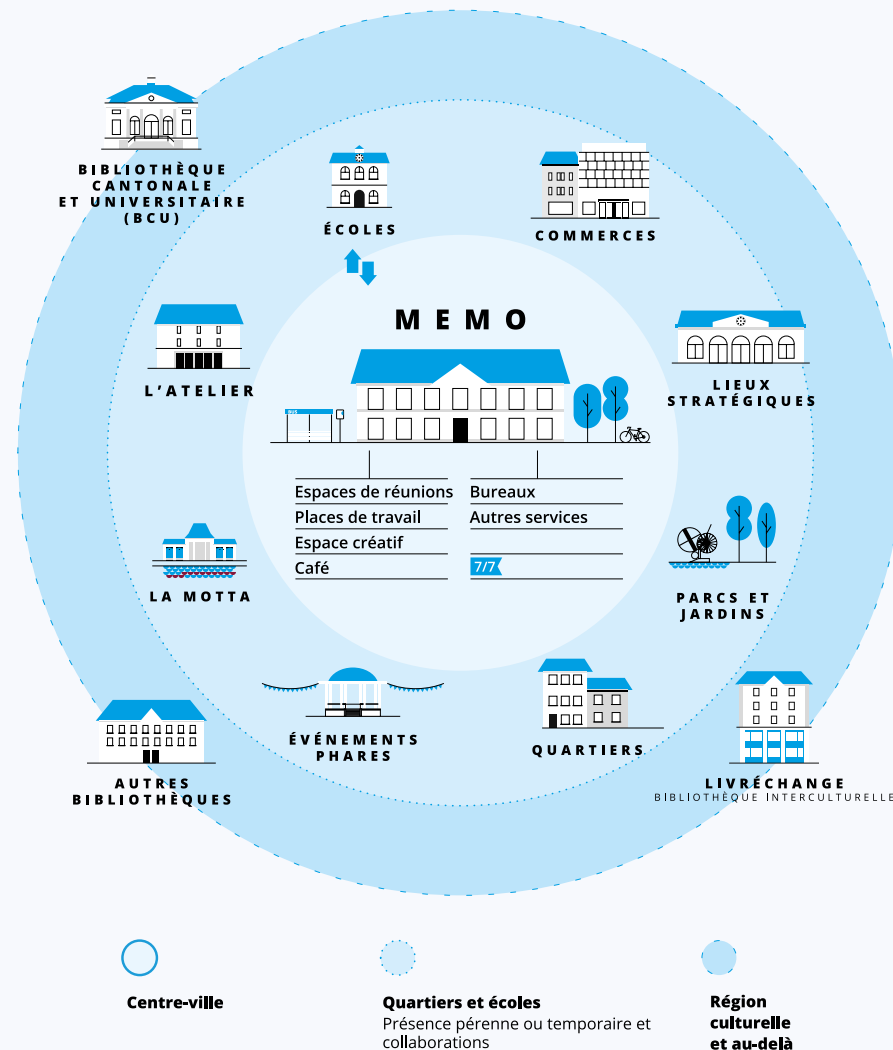 BIBLIOTHÈQUE
CANTONALE
ET UNIVERSITAIRE
(BCU)
ÉCOLES
COMMERCES
MEMO
L'ATELIER
LIEUX
STRATÉGIQUES
BUS
Espaces de réunions
Places de travail
Espace créatif
Café
Bureaux
Autres services
7/7
LA MOTTA
PARCS ET
JARDINS
ÉVÉNEMENTS
PHARES
QUARTIERS
AUTRES
BIBLIOTHÈQUES
LIVRÉCHANGE
BIBLIOTHÈQUE INTERCULTURELLE
Centre-ville
Quartiers et écoles
Présence pérenne ou temporaire et
collaborations
Région
culturelle
et au-delà